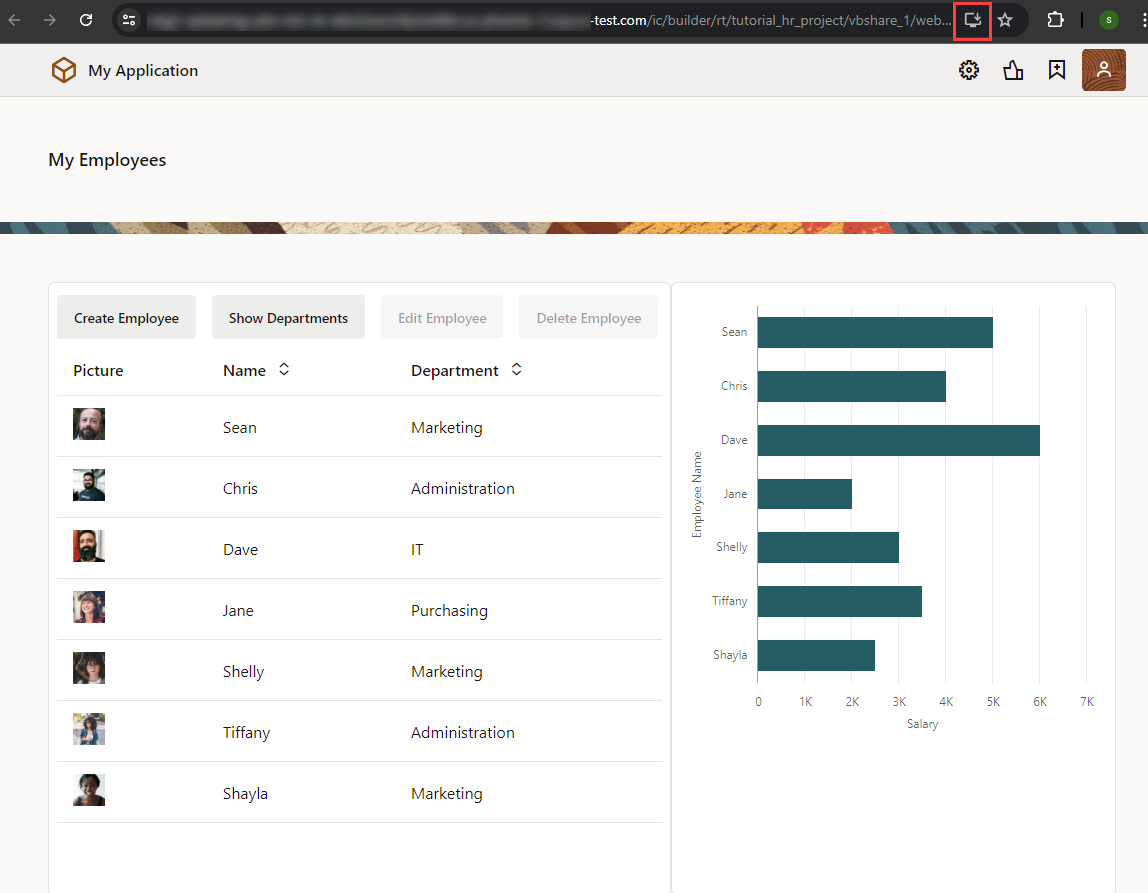 -test.com/ic/builder/rt/tutorial_hr_project/vbshare_1/web...
s
My Application
My Employees
Create Employee
Show Departments
Edit Employee
Delete Employee
Picture
Name
Department
Sean
Marketing
Chris
Administration
Dave
IT
Jane
Purchasing
Shelly
Marketing
Tiffany
Administration
Shayla
Marketing
Employee Name
Sean
Chris
Dave
Jane
Shelly
Tiffany
Shayla
0 1K 2K 3K 4K 5K 6K 7K
Salary